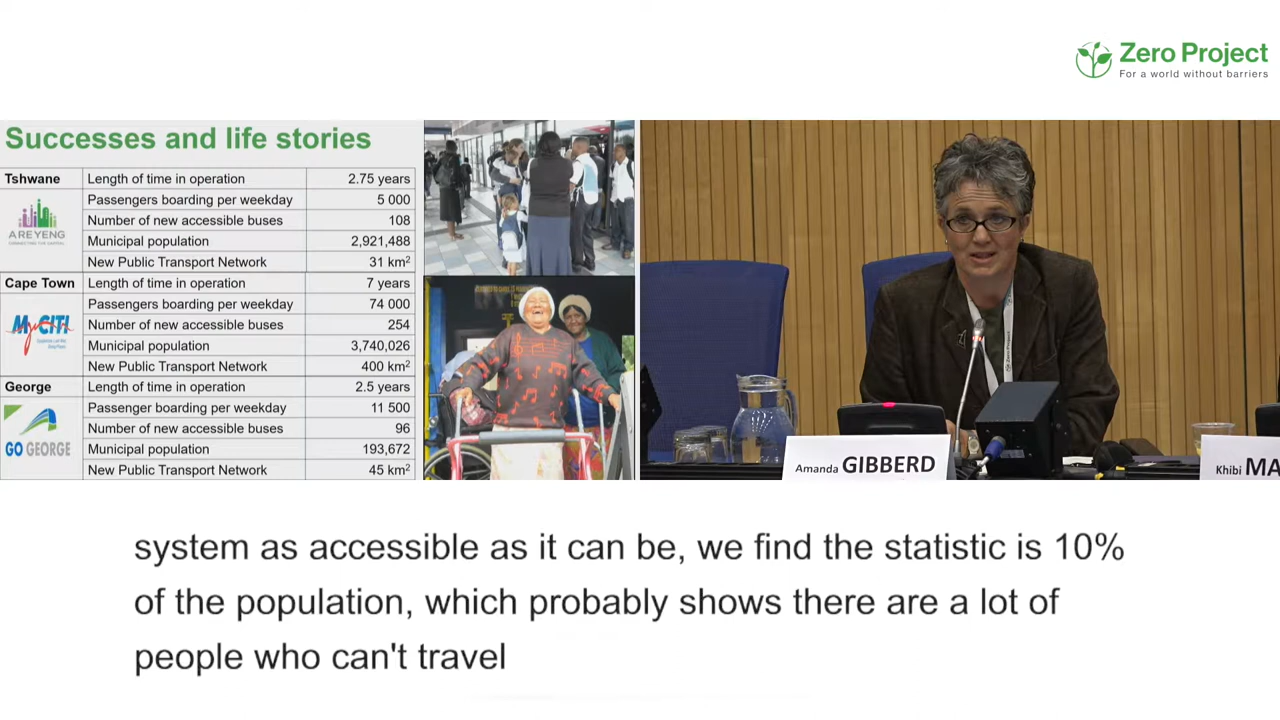 Zero Project
For a world without barriers
Successes and life stories
Tshwane Length of time in operation 2.75 years
Passengers boarding per weekday 5 000
Number of new accessible buses 108
Municipal population 2,921,488
New Public Transport Network 31 km²
AREYENG
Cape Town Length of time in operation 7 years
Passengers boarding per weekday 74 000
Number of new accessible buses 254
Municipal population 3,740,026
New Public Transport Network 400 km²
MyCiTi
George Length of time in operation 2.5 years
Passenger boarding per weekday 11 500
Number of new accessible buses 96
Municipal population 193,672
New Public Transport Network 45 km²
GO GEORGE
Amanda GIBBERD
Khibi MA
system as accessible as it can be, we find the statistic is 10%
of the population, which probably shows there are a lot of
people who can't travel